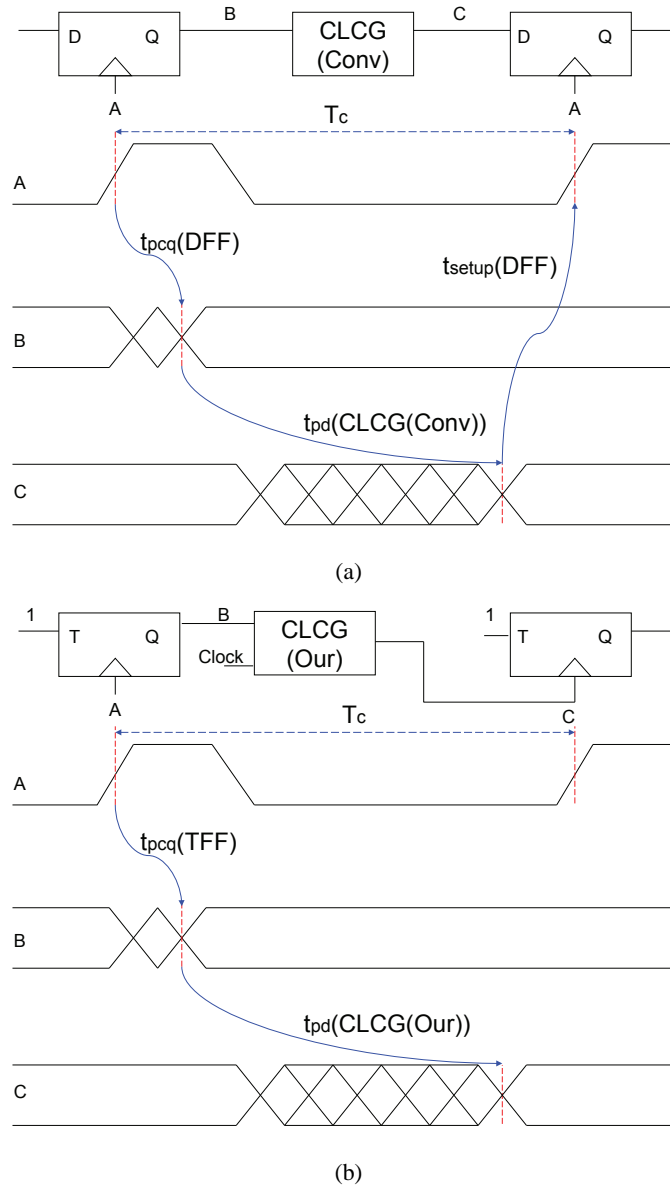 B
C
D
Q
CLCG
(Conv)
D
Q
A
A
Tc
A
tpcq(DFF)
tsetup(DFF)
B
tpd(CLCG(Conv))
C
(a)
1
T
Q
B
Clock
CLCG
(Our)
1
T
Q
A
C
Tc
A
tpcq(TFF)
B
tpd(CLCG(Our))
C
(b)